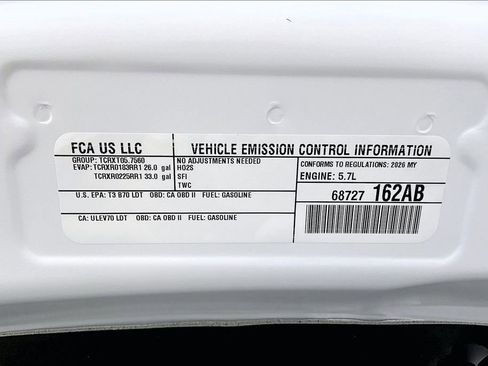 FCA US LLC
VEHICLE EMISSION CONTROL INFORMATION
GROUP: TCRXT05.7560
EVAP: TCRXR0183RR1 26.0 gal
TCRXR0225RR1 33.0 gal
NO ADJUSTMENTS NEEDED
HO2S
SFI
TWC
CONFORMS TO REGULATIONS: 2026 MY
ENGINE: 5.7L
U.S. EPA: T3 B70 LDT OBD: CA OBD II FUEL: GASOLINE
CA: ULEV70 LDT OBD: CA OBD II FUEL: GASOLINE
68727 162AB